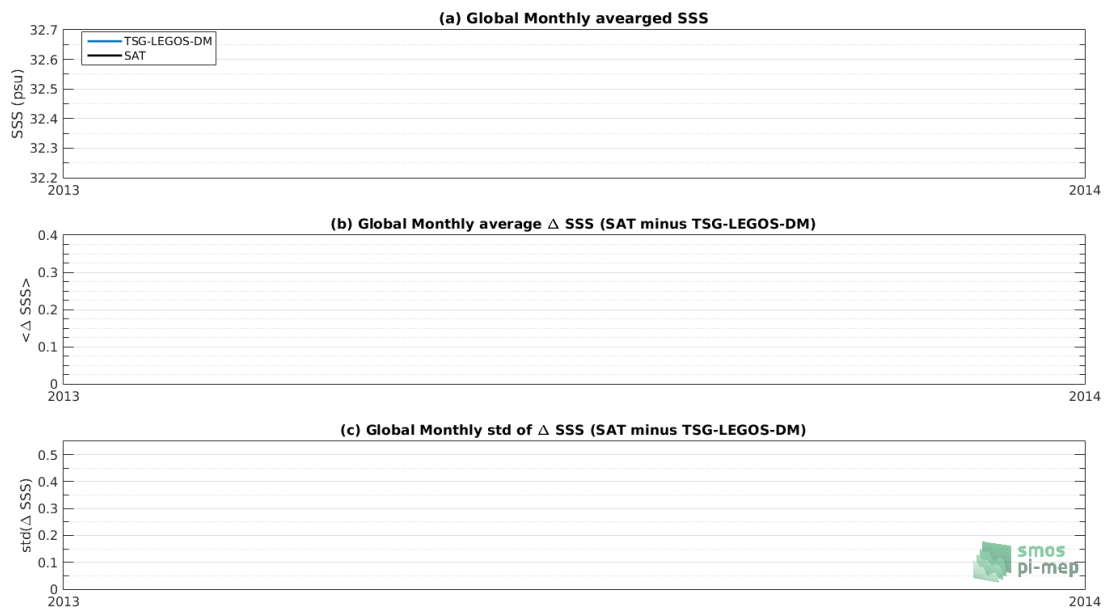 (a) Global Monthly avearged SSS
32.7
32.6
32.5
32.4
32.3
32.2
SSS (psu)
TSG-LEGOS-DM
SAT
2013
2014
(b) Global Monthly average Δ SSS (SAT minus TSG-LEGOS-DM)
0.4
0.3
0.2
0.1
0
<Δ SSS>
2013
2014
(c) Global Monthly std of Δ SSS (SAT minus TSG-LEGOS-DM)
0.5
0.4
0.3
0.2
0.1
0
std(Δ SSS)
2013
2014
smos
pi-mep